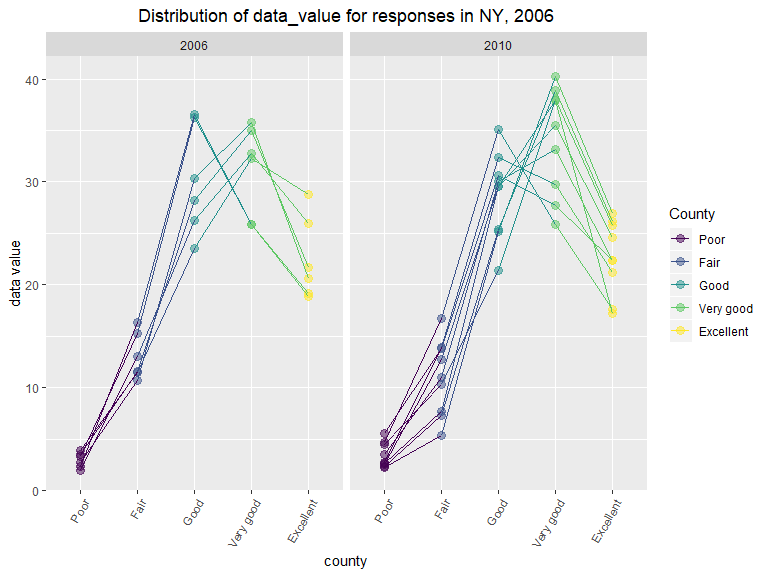 Distribution of data_value for responses in NY, 2006
2006
2010
40
30
20
10
0
data value
Poor
Fair
Good
Very good
Excellent
Poor
Fair
Good
Very good
Excellent
county
County
Poor
Fair
Good
Very good
Excellent